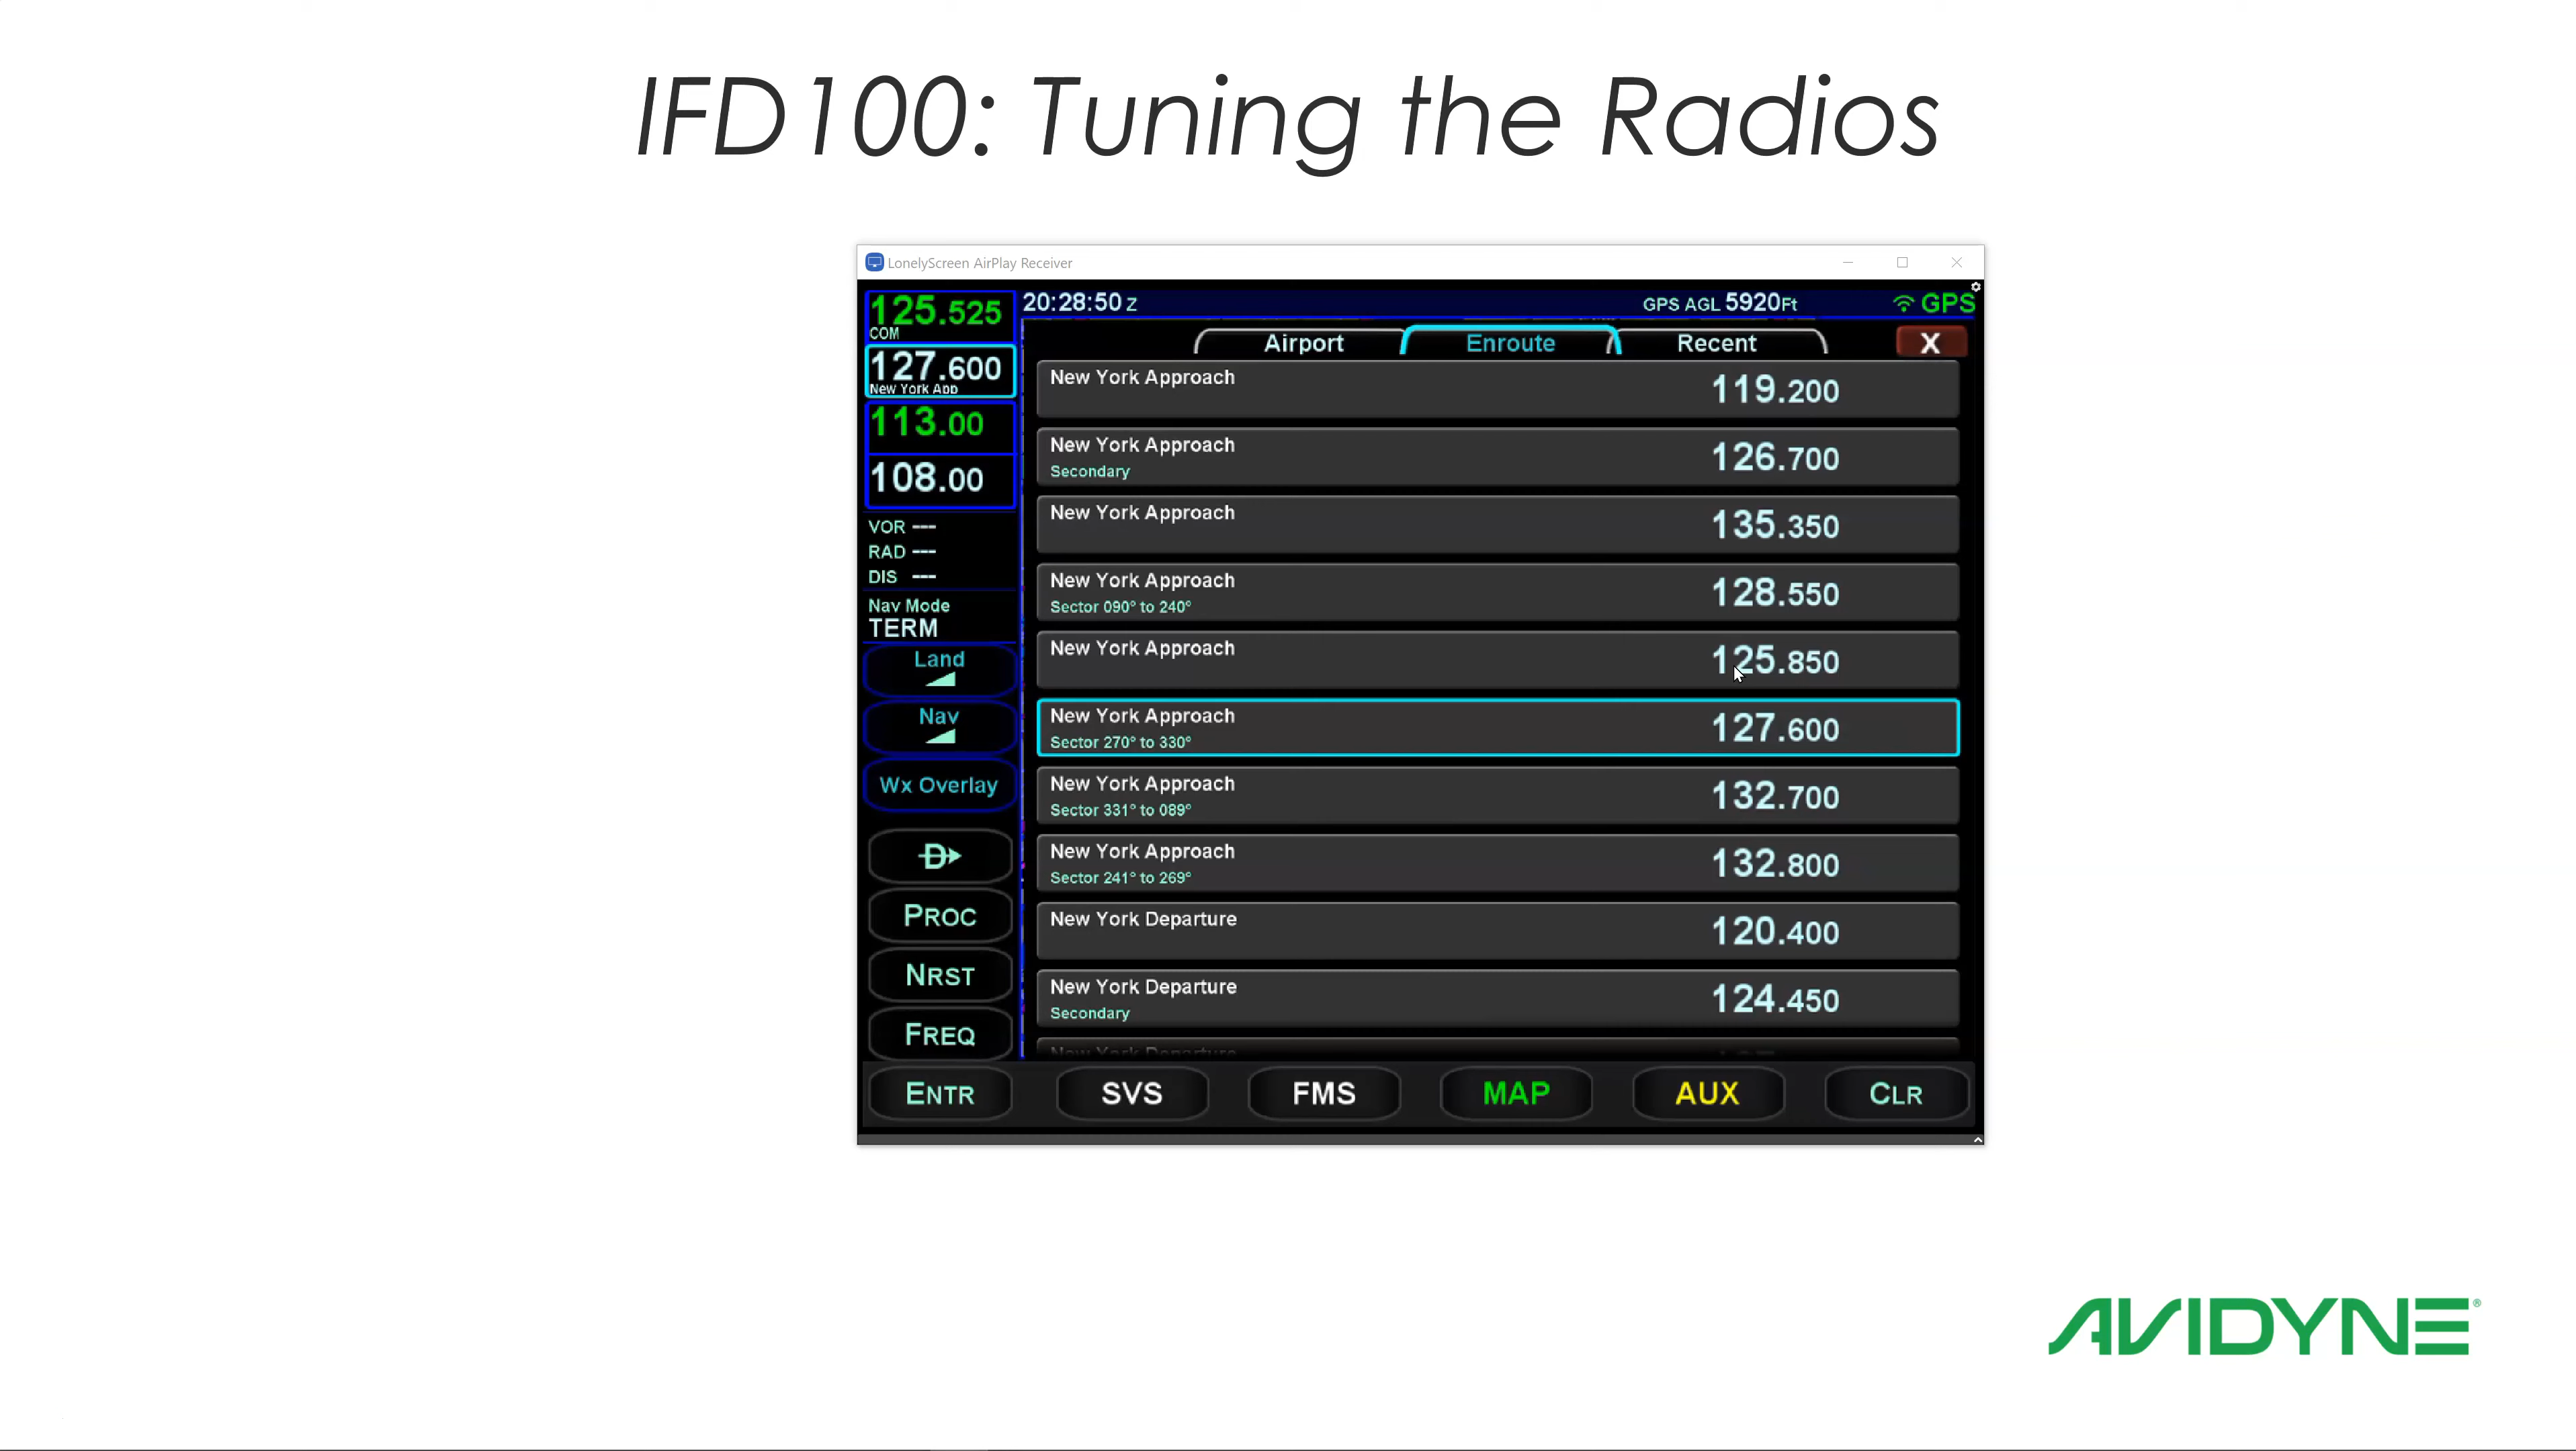 IFD100: Tuning the Radios
LonelyScreen AirPlay Receiver
125.525
COM
127.600
New York App
113.00
108.00
VOR ---
RAD ---
DIS ---
Nav Mode
TERM
Land
Nav
Wx Overlay
D
PROC
NRST
FREQ
20:28:50 Z
GPS AGL 5920Ft
GPS
Airport Enroute Recent X
New York Approach 119.200
New York Approach 126.700
Secondary
New York Approach 135.350
New York Approach 128.550
Sector 090° to 240°
New York Approach 125.850
New York Approach 127.600
Sector 270° to 330°
New York Approach 132.700
Sector 331° to 089°
New York Approach 132.800
Sector 241° to 269°
New York Departure 120.400
New York Departure 124.450
Secondary
New York Departure
ENTR SVS FMS MAP AUX CLR
AVIDYNE®